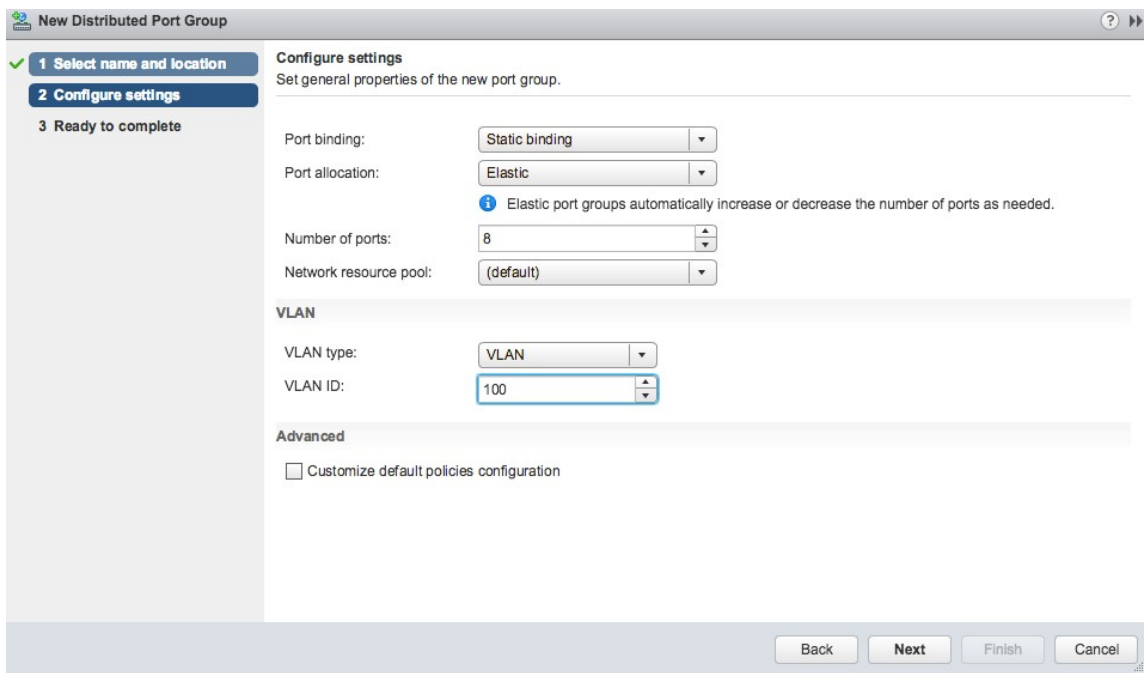 New Distributed Port Group
1 Select name and location
2 Configure settings
3 Ready to complete
Configure settings
Set general properties of the new port group.
Port binding: Static binding
Port allocation: Elastic
Elastic port groups automatically increase or decrease the number of ports as needed.
Number of ports: 8
Network resource pool: (default)
VLAN
VLAN type: VLAN
VLAN ID: 100
Advanced
Customize default policies configuration
Back Next Finish Cancel